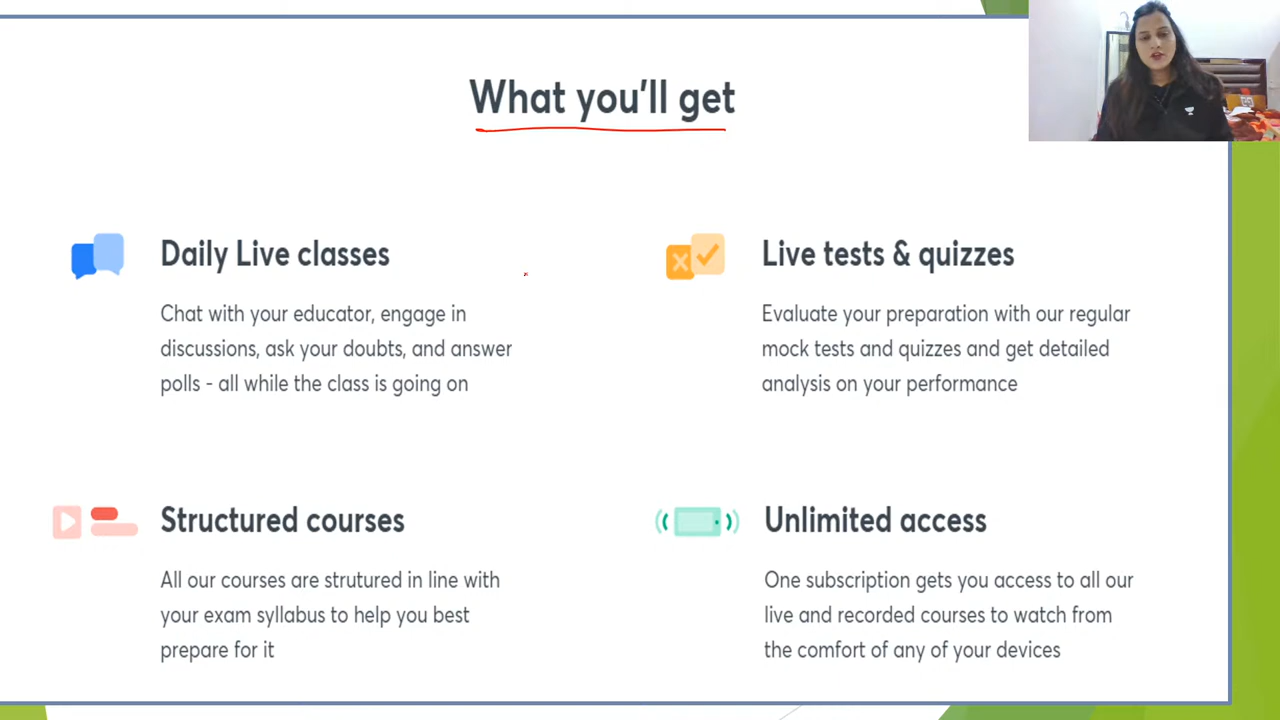 What you'll get
Daily Live classes
Chat with your educator, engage in
discussions, ask your doubts, and answer
polls - all while the class is going on
Live tests & quizzes
Evaluate your preparation with our regular
mock tests and quizzes and get detailed
analysis on your performance
Structured courses
All our courses are strutured in line with
your exam syllabus to help you best
prepare for it
Unlimited access
One subscription gets you access to all our
live and recorded courses to watch from
the comfort of any of your devices